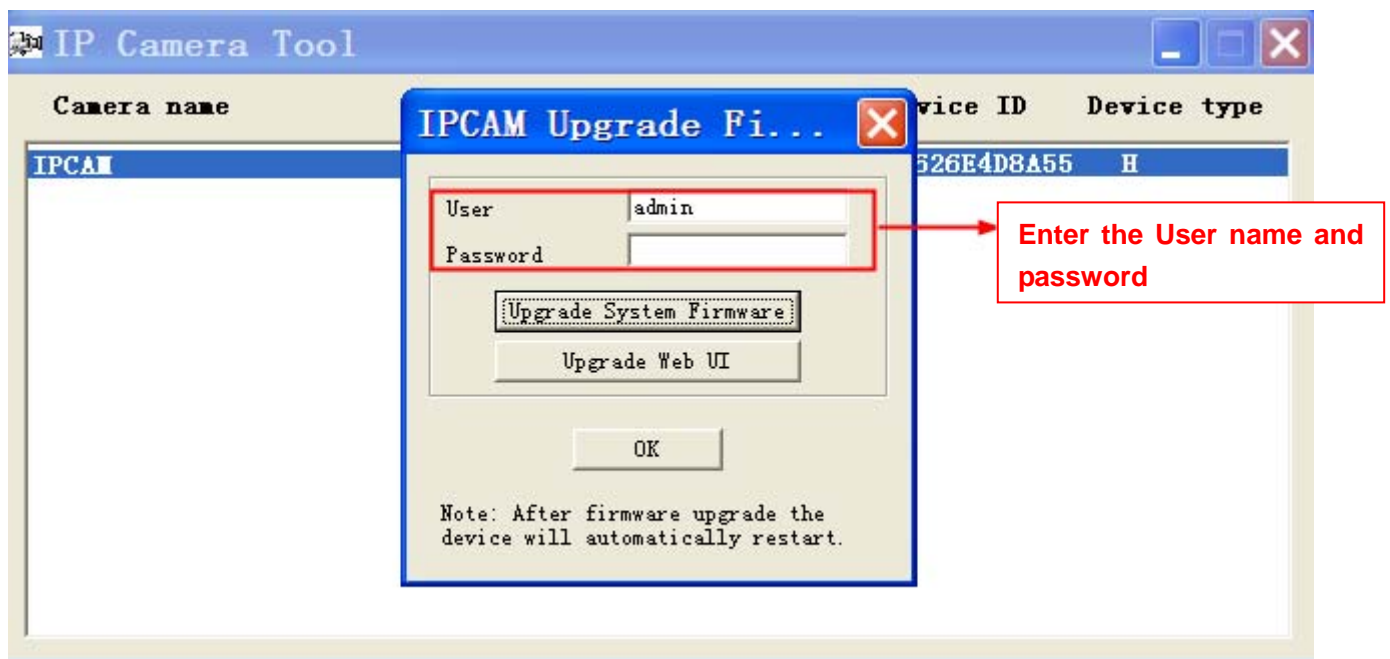 IP Camera Tool
Camera name
vice ID Device type
IPCAM
526E4D8A55 H
IPCAM Upgrade Fi...
User admin
Password
Upgrade System Firmware
Upgrade Web UI
OK
Note: After firmware upgrade the
device will automatically restart.
Enter the User name and
password